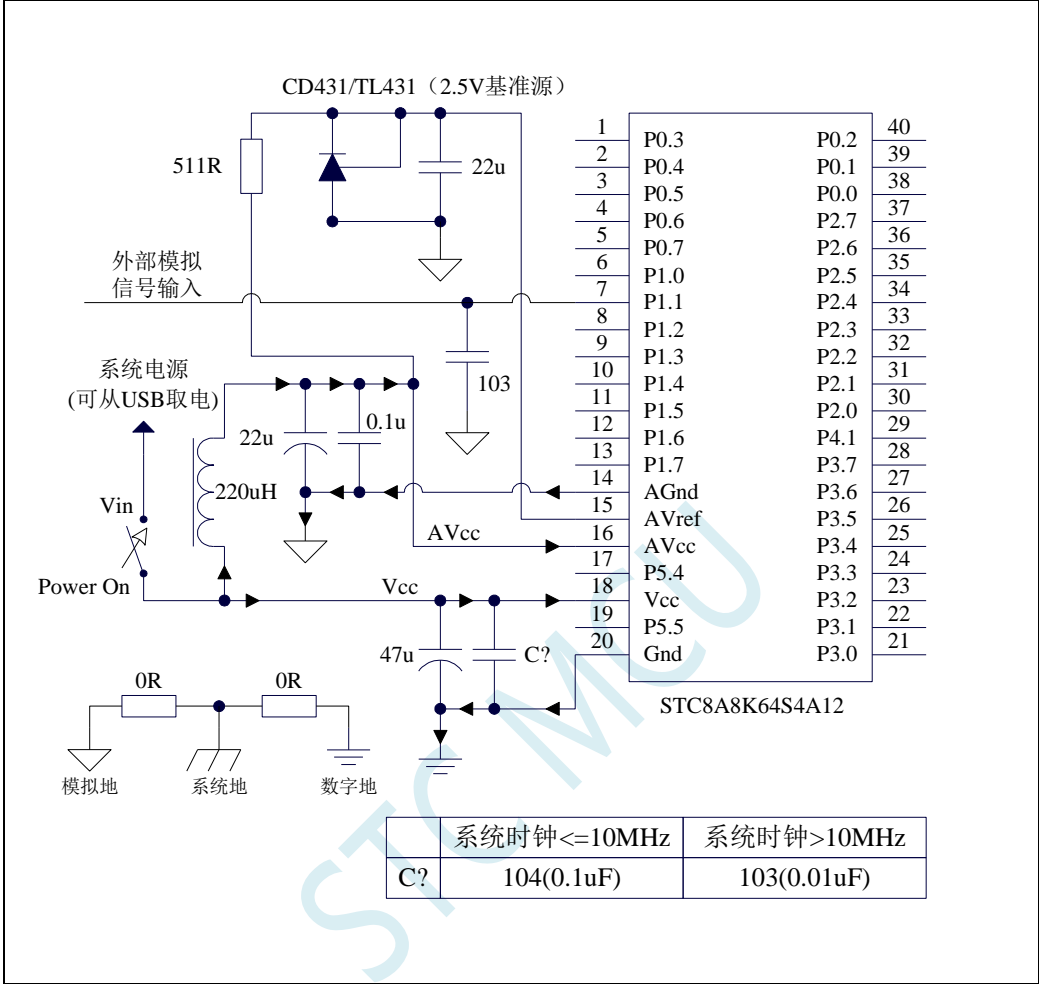 CD431/TL431（2.5V基准源）
511R
22u
外部模拟
信号输入
103
系统电源
(可从USB取电)
22u
0.1u
220uH
Vin
Power On
AVcc
Vcc
47u
C?
0R
0R
模拟地
系统地
数字地
1 P0.3 P0.2 40
2 P0.4 P0.1 39
3 P0.5 P0.0 38
4 P0.6 P2.7 37
5 P0.7 P2.6 36
6 P1.0 P2.5 35
7 P1.1 P2.4 34
8 P1.2 P2.3 33
9 P1.3 P2.2 32
10 P1.4 P2.1 31
11 P1.5 P2.0 30
12 P1.6 P4.1 29
13 P1.7 P3.7 28
14 AGnd P3.6 27
15 AVref P3.5 26
16 AVcc P3.4 25
17 P5.4 P3.3 24
18 Vcc P3.2 23
19 P5.5 P3.1 22
20 Gnd P3.0 21
STC8A8K64S4A12
系统时钟<=10MHz 系统时钟>10MHz
C? 104(0.1uF) 103(0.01uF)
STC MCU